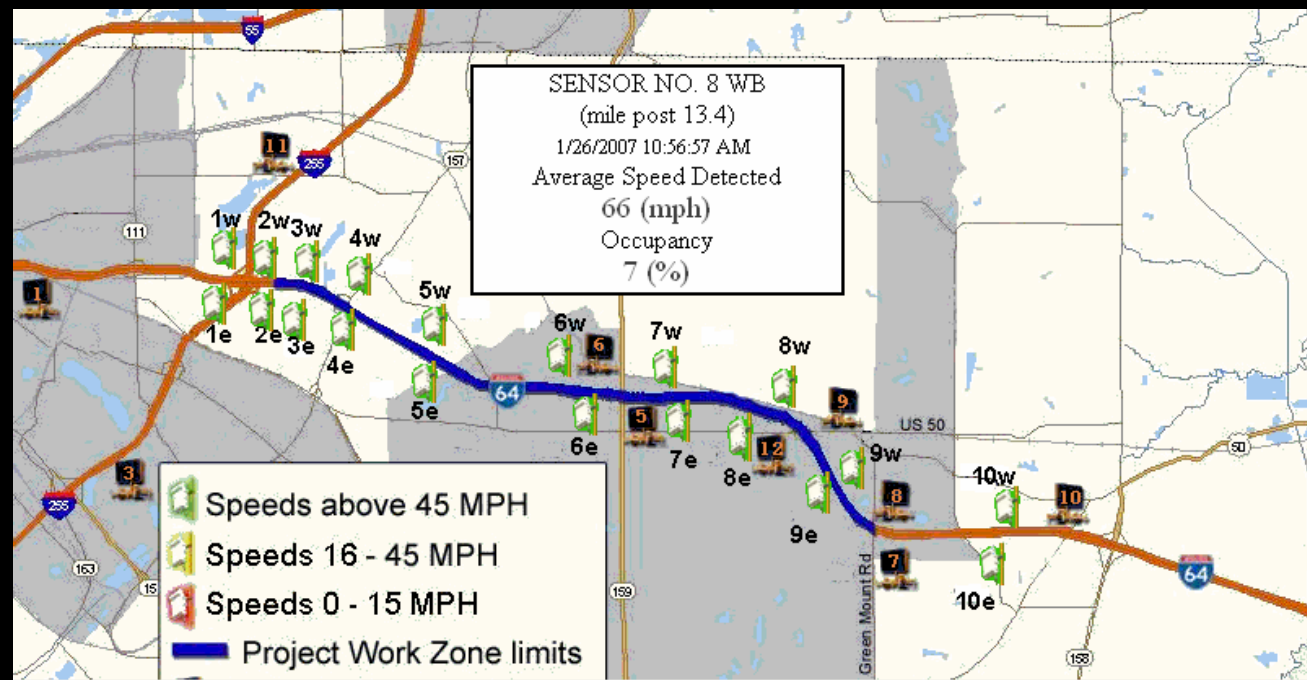 55
SENSOR NO. 8 WB
(mile post 13.4)
1/26/2007 10:56:57 AM
Average Speed Detected
66 (mph)
Occupancy
7 (%)
11
255
157
111
1w
2w
3w
4w
5w
6w
7w
8w
9w
10w
1
1e
2e
3e
4e
5e
6e
7e
8e
9e
10e
6
5
12
9
64
US 50
50
8
10
7
64
3
255
163
15
159
158
Green Mount Rd
Speeds above 45 MPH
Speeds 16 - 45 MPH
Speeds 0 - 15 MPH
Project Work Zone limits